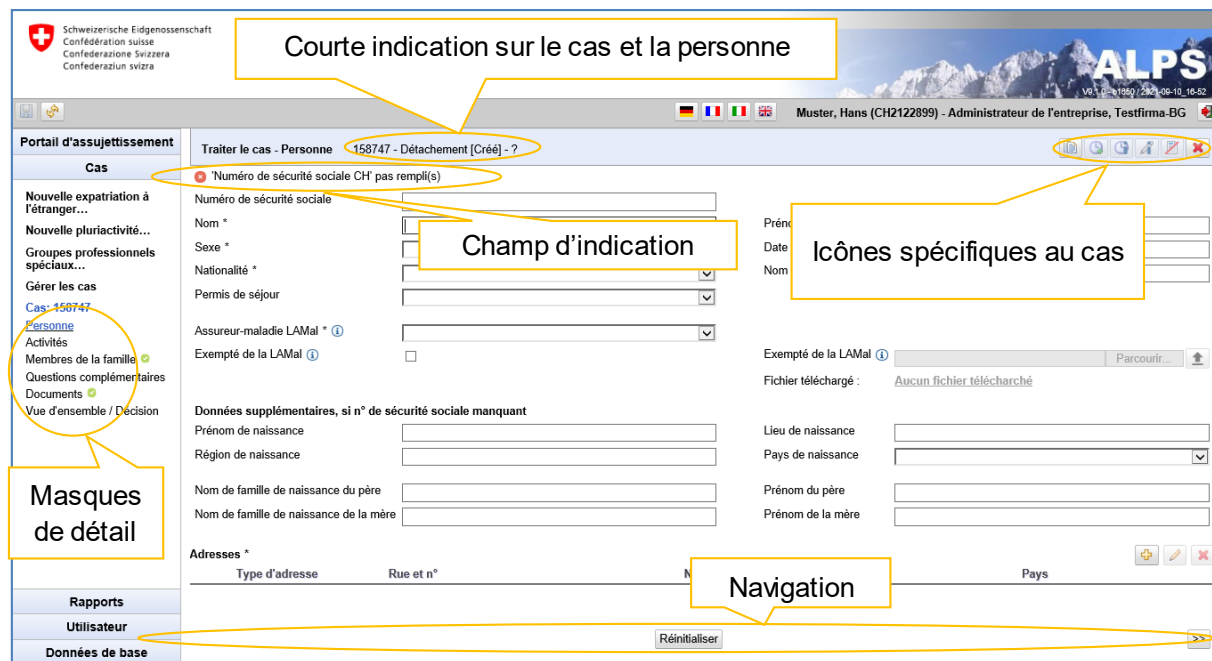 Schweizerische Eidgenossenschaft
Confédération suisse
Confederazione Svizzera
Confederaziun svizra
Courte indication sur le cas et la personne
ALPS
2021-09-10_16-52
Muster, Hans (CH2122899) - Administrateur de l'entreprise, Testfirma-BG
Portail d'assujettissement
Cas
Nouvelle expatriation à
l'étranger…
Nouvelle pluriactivité…
Groupes professionnels
spéciaux…
Gérer les cas
Cas: 158747
Personne
Activités
Membres de la famille
Questions complémentaires
Documents
Vue d'ensemble / Décision
Masques
de détail
Rapports
Utilisateur
Données de base
Traiter le cas - Personne 158747 - Détachement [Créé] - ?
'Numéro de sécurité sociale CH' pas rempli(s)
Numéro de sécurité sociale
Nom *
Sexe *
Date
Nationalité *
Nom
Permis de séjour
Champ d'indication
Icônes spécifiques au cas
Assureur-maladie LAMal *
Exempté de la LAMal
Exempté de la LAMal
Parcourir...
Fichier téléchargé :
Aucun fichier télécharché
Données supplémentaires, si n° de sécurité sociale manquant
Prénom de naissance
Lieu de naissance
Région de naissance
Pays de naissance
Nom de famille de naissance du père
Prénom du père
Nom de famille de naissance de la mère
Prénom de la mère
Adresses *
Type d'adresse Rue et n° Pays
Navigation
Réinitialiser
>>